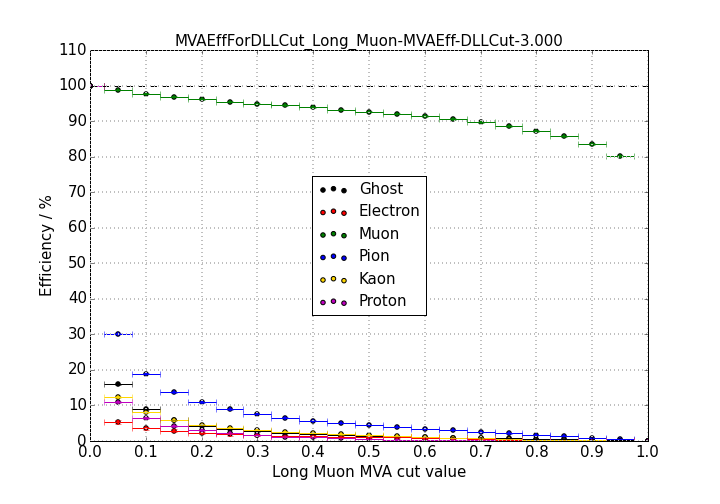 MVAEffForDLLCut_Long_Muon-MVAEff-DLLCut-3.000
110
100
90
80
70
60
50
40
30
20
10
0
Efficiency / %
Ghost
Electron
Muon
Pion
Kaon
Proton
0.0 0.1 0.2 0.3 0.4 0.5 0.6 0.7 0.8 0.9 1.0
Long Muon MVA cut value